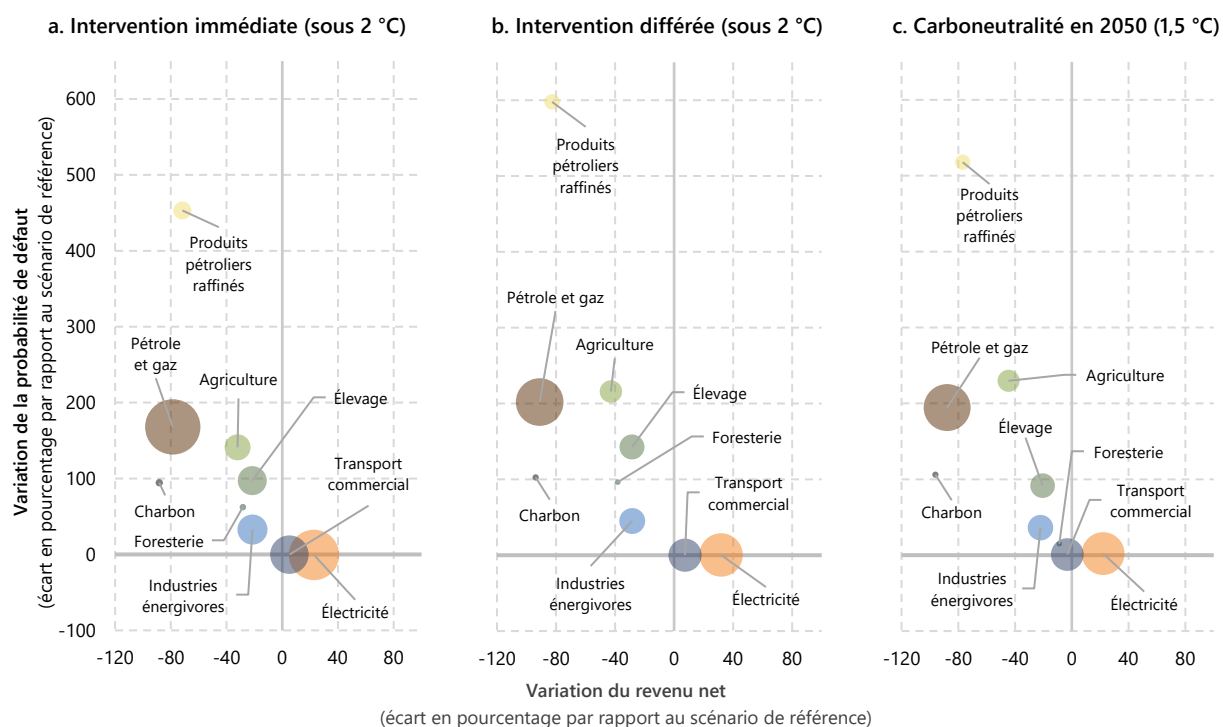 a. Intervention immédiate (sous 2 °C)
b. Intervention différée (sous 2 °C)
c. Carboneutralité en 2050 (1,5 °C)
Variation de la probabilité de défaut
(écart en pourcentage par rapport au scénario de référence)
600
500
400
300
200
100
0
-100
Produits
pétroliers
raffinés
Pétrole
et gaz
Agriculture
Élevage
Transport
commercial
Charbon
Foresterie
Industries
énergivores
Électricité
-120
-80
-40
0
40
80
Produits
pétroliers
raffinés
Pétrole et gaz
Agriculture
Élevage
Foresterie
Transport
commercial
Charbon
Industries
énergivores
Électricité
-120
-80
-40
0
40
80
Produits
pétroliers
raffinés
Pétrole et gaz
Agriculture
Élevage
Foresterie
Transport
commercial
Charbon
Industries
énergivores
Électricité
-120
-80
-40
0
40
80
Variation du revenu net
(écart en pourcentage par rapport au scénario de référence)